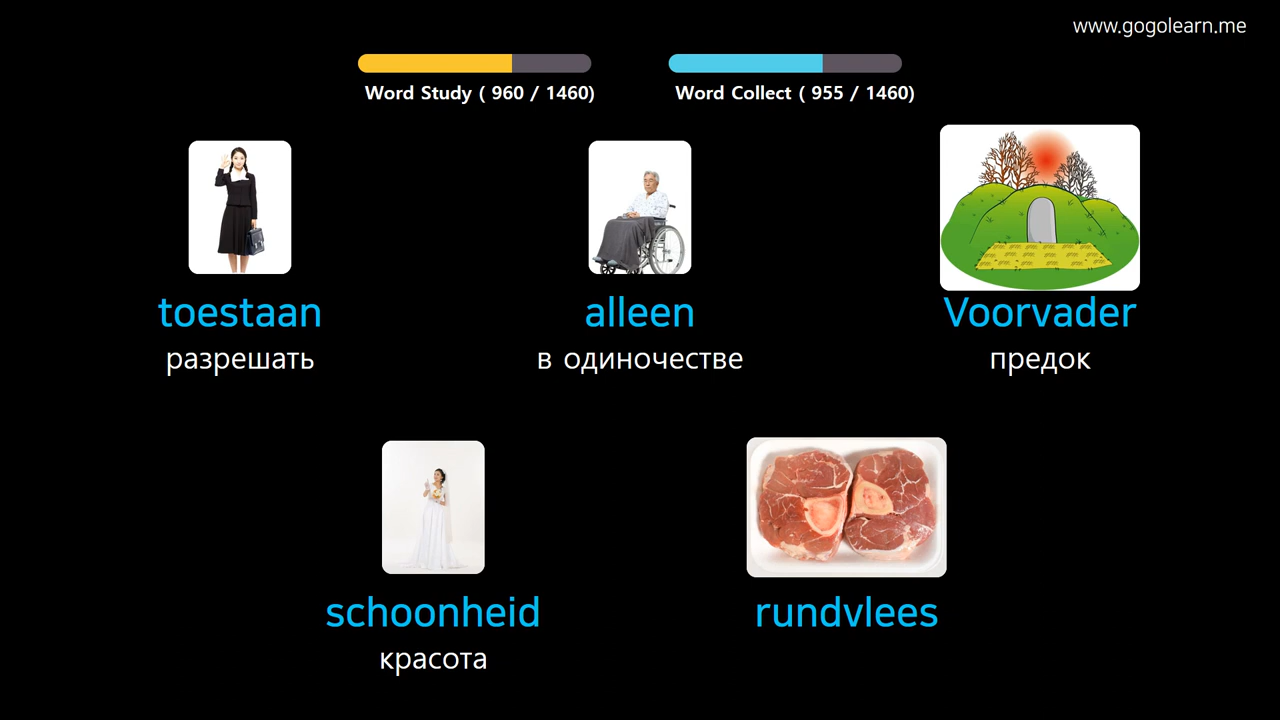 www.gogolearn.me
Word Study ( 960 / 1460)
Word Collect ( 955 / 1460)
toestaan
разрешать
alleen
в одиночестве
Voorvader
предок
schoonheid
красота
rundvlees